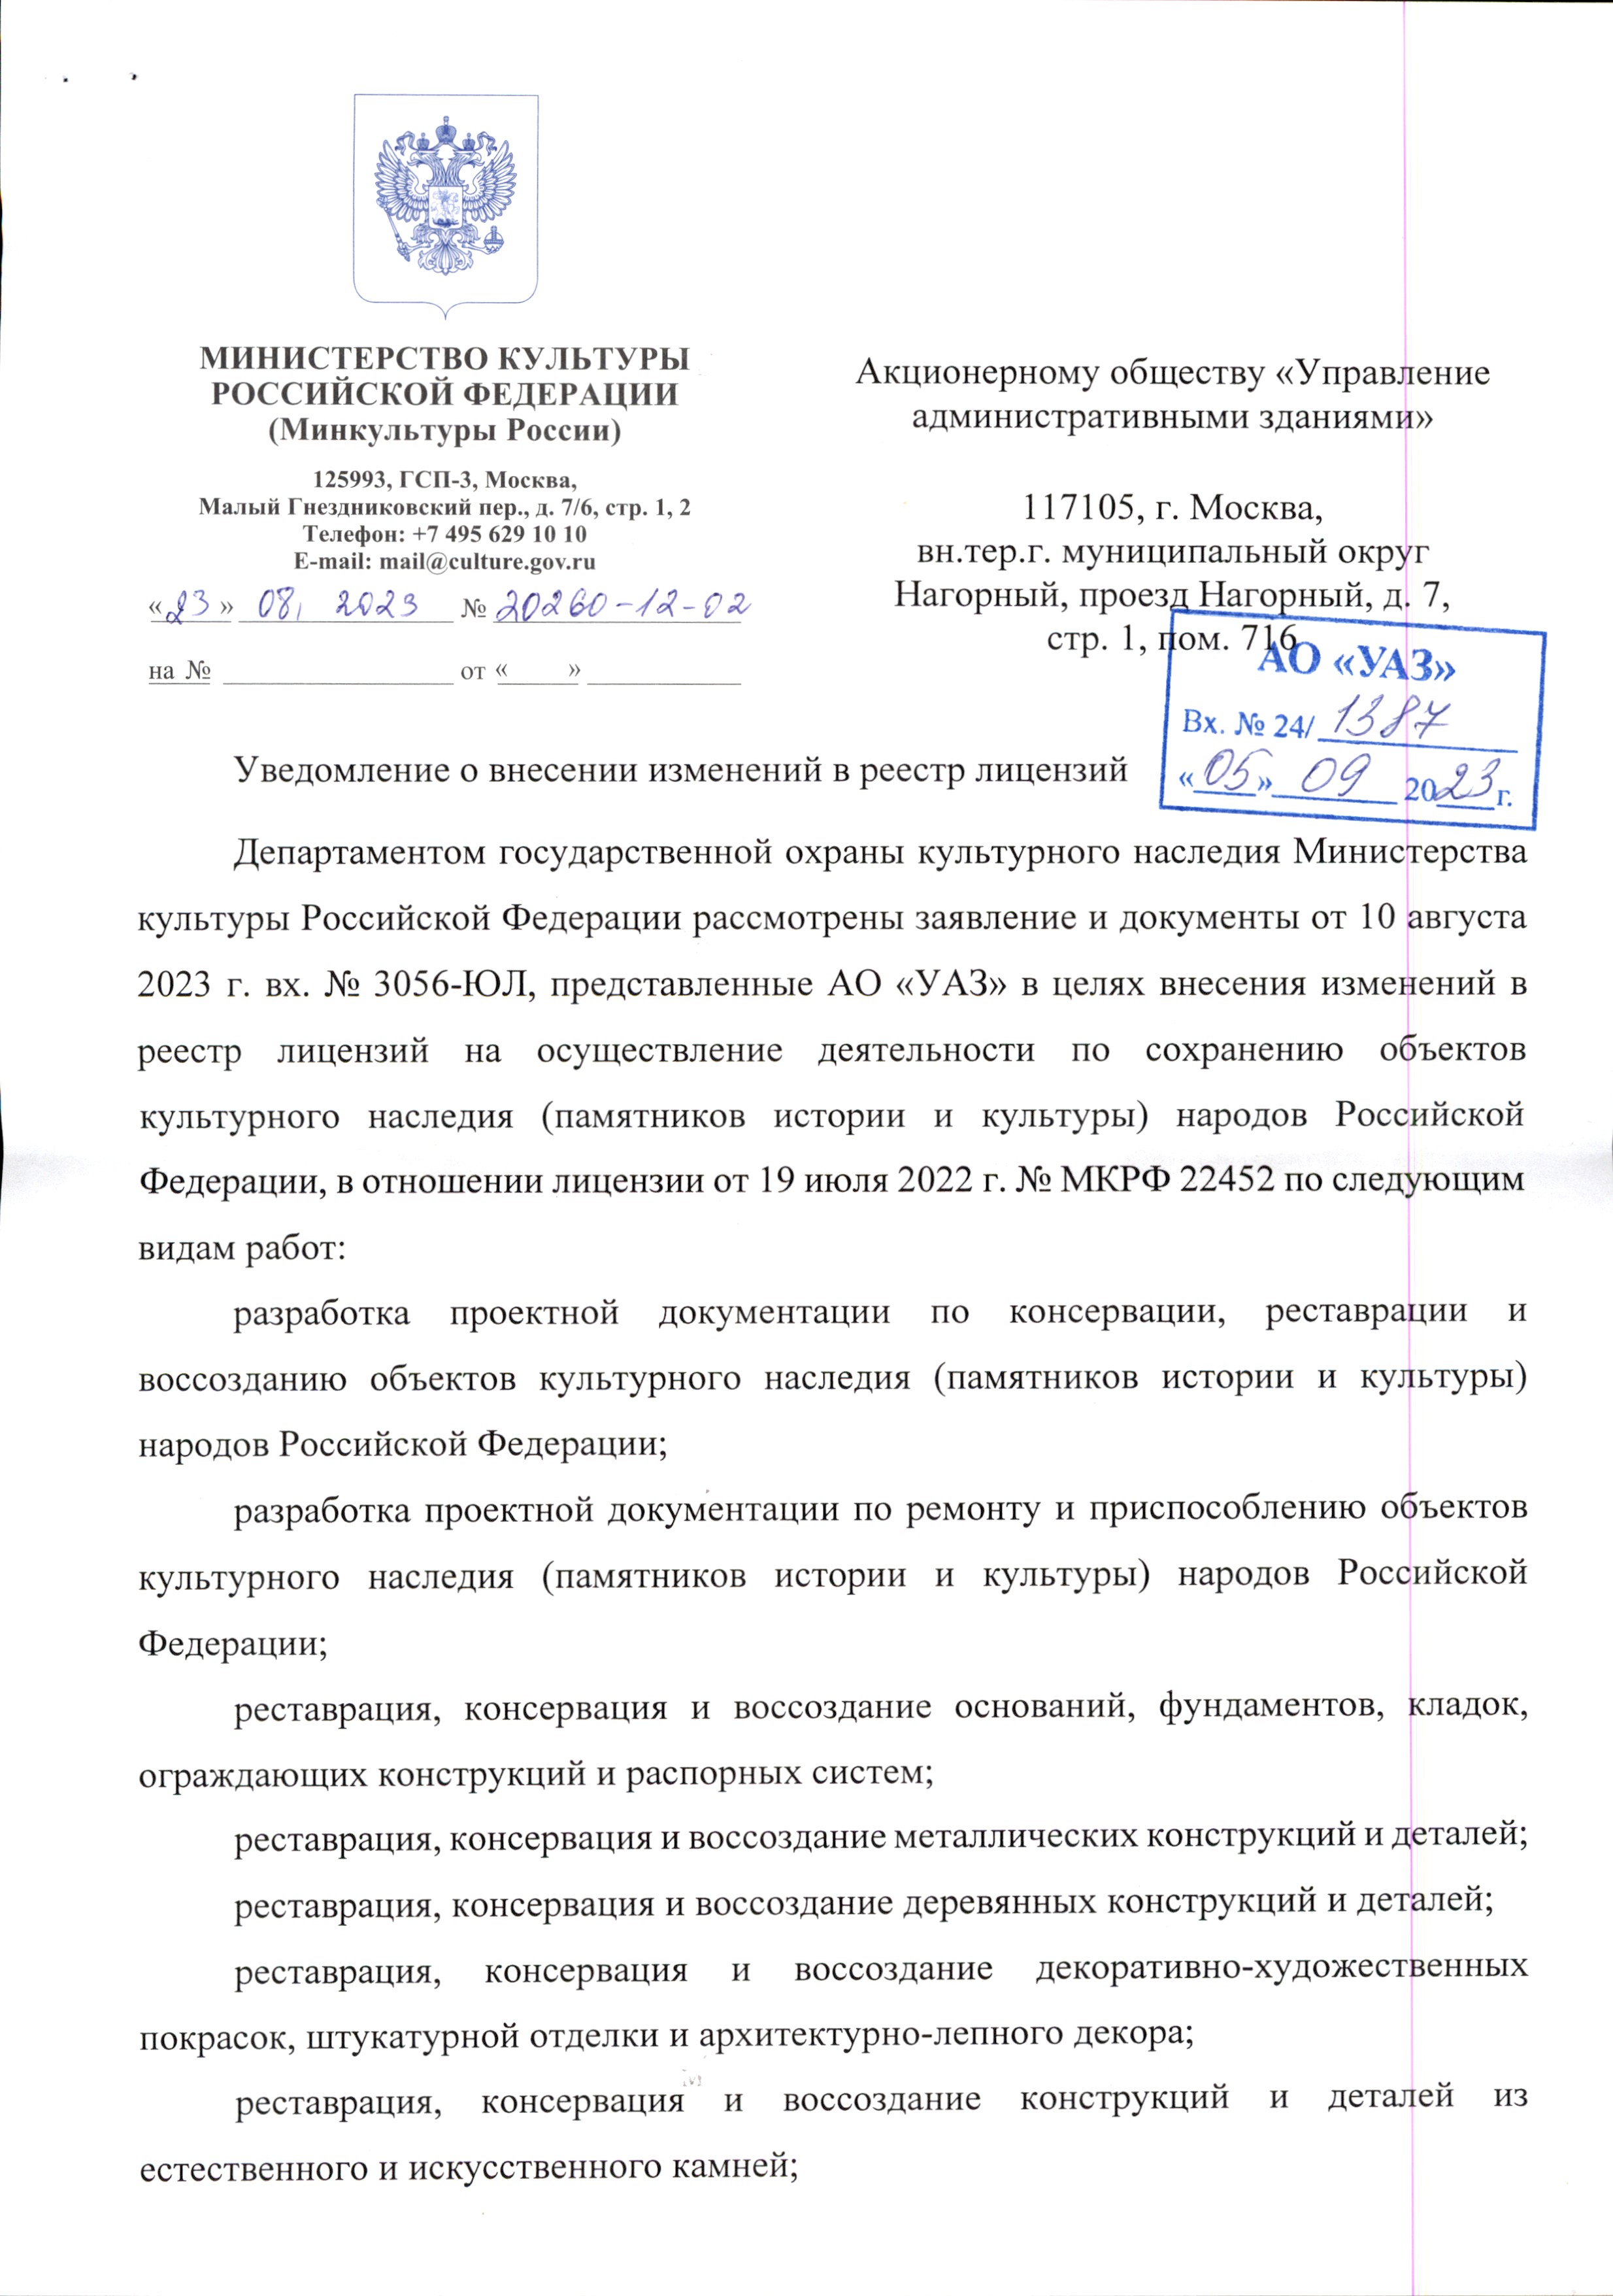 МИНИСТЕРСТВО КУЛЬТУРЫ
РОССИЙСКОЙ ФЕДЕРАЦИИ
(Минкультуры России)
125993, ГСП-3, Москва,
Малый Гнездниковский пер., д. 7/6, стр. 1, 2
Телефон: +7 495 629 10 10
E-mail: mail@culture.gov.ru
«23» 08, 2023 № 20260-12-02
на № от « »
Акционерному обществу «Управление
административными зданиями»
117105, г. Москва,
вн.тер.г. муниципальный округ
Нагорный, проезд Нагорный, д. 7,
стр. 1, пом. 716
АО «УАЗ»
Вх. № 24/ 1387
«05» 09 2023 г.
Уведомление о внесении изменений в реестр лицензий
Департаментом государственной охраны культурного наследия Министерства
культуры Российской Федерации рассмотрены заявление и документы от 10 августа
2023 г. вх. № 3056-ЮЛ, представленные АО «УАЗ» в целях внесения изменений в
реестр лицензий на осуществление деятельности по сохранению объектов
культурного наследия (памятников истории и культуры) народов Российской
Федерации, в отношении лицензии от 19 июля 2022 г. № МКРФ 22452 по следующим
видам работ:
разработка проектной документации по консервации, реставрации и
воссозданию объектов культурного наследия (памятников истории и культуры)
народов Российской Федерации;
разработка проектной документации по ремонту и приспособлению объектов
культурного наследия (памятников истории и культуры) народов Российской
Федерации;
реставрация, консервация и воссоздание оснований, фундаментов, кладок,
ограждающих конструкций и распорных систем;
реставрация, консервация и воссоздание металлических конструкций и деталей;
реставрация, консервация и воссоздание деревянных конструкций и деталей;
реставрация, консервация и воссоздание декоративно-художественных
покрасок, штукатурной отделки и архитектурно-лепного декора;
реставрация, консервация и воссоздание конструкций и деталей из
естественного и искусственного камней;